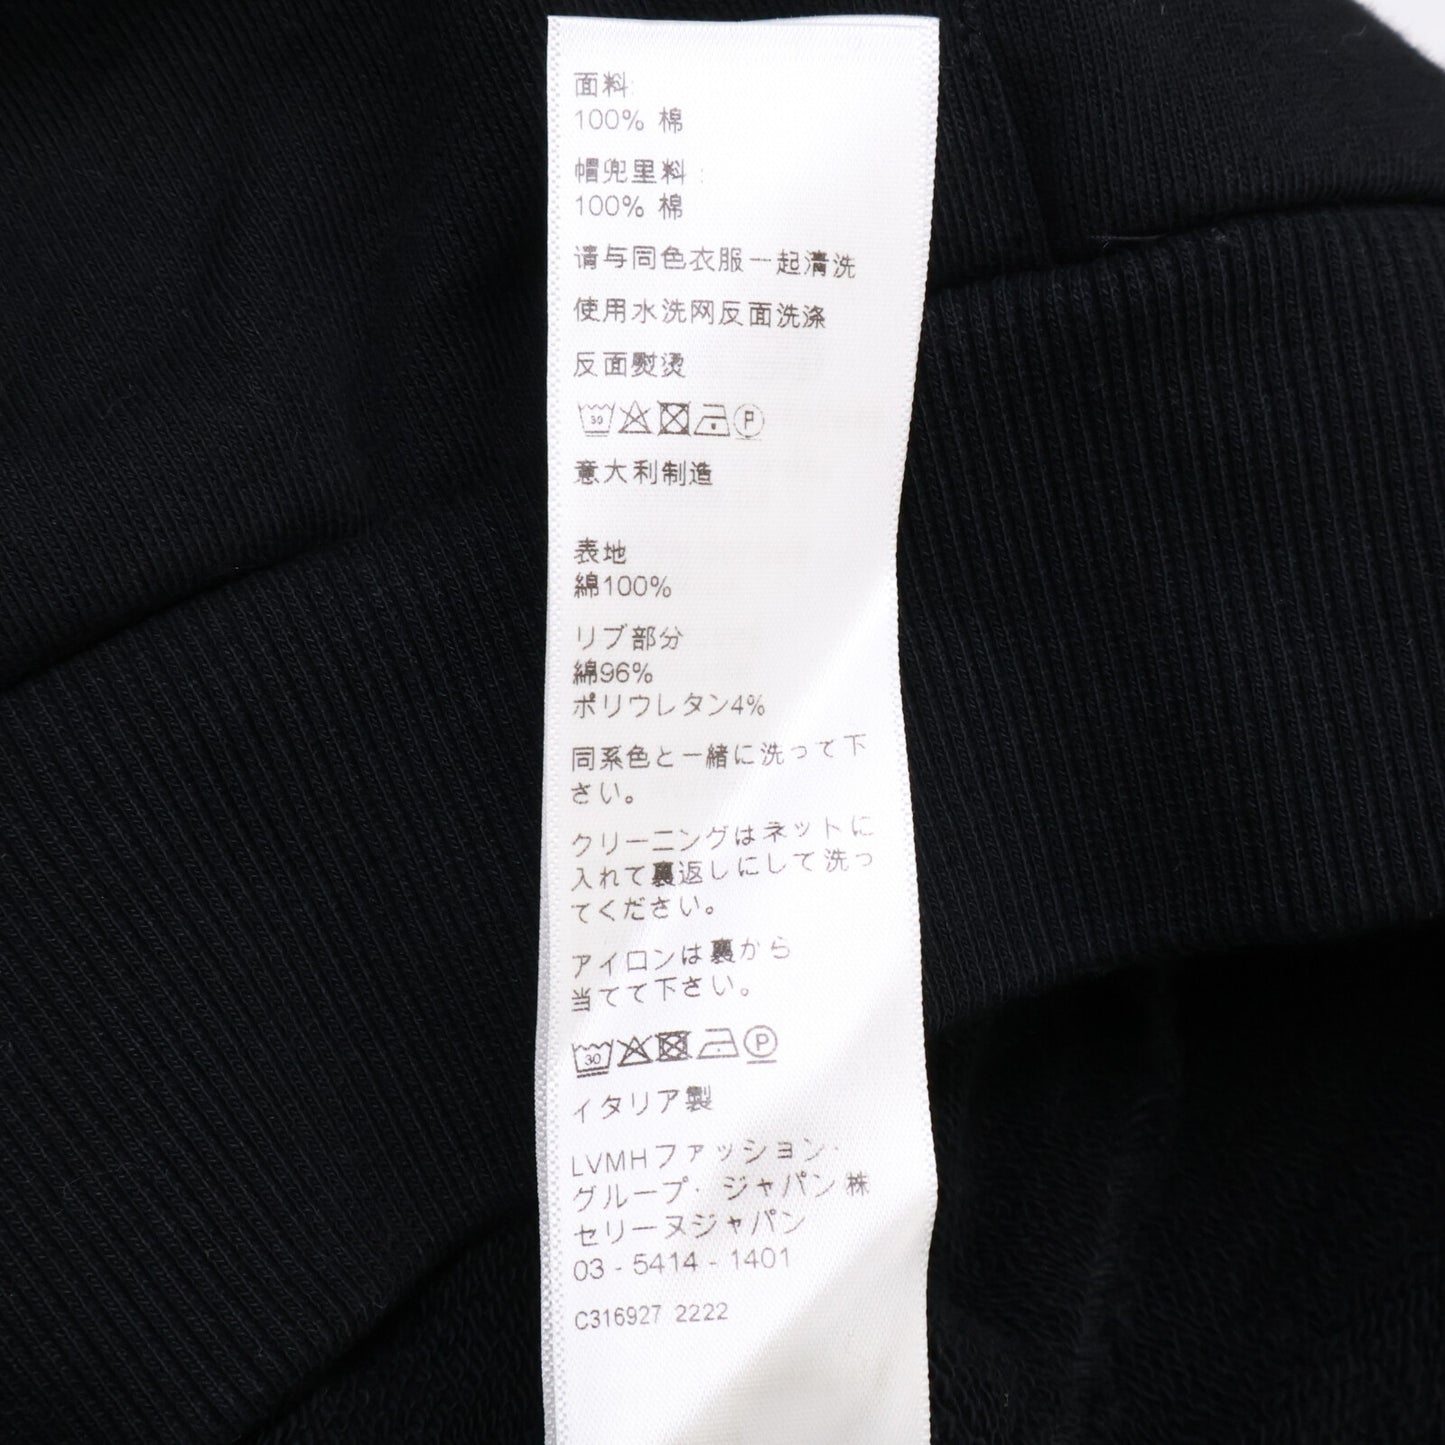 面料:
100% 棉
帽兜里料:
100% 棉
请与同色衣服一起清洗
使用水洗网反面洗涤
反面熨烫
30 P
意大利制造
表地
綿100%
リブ部分
綿96%
ポリウレタン4%
同系色と一緒に洗って下
さい。
クリーニングはネットに
入れて裏返しにして洗っ
てください。
アイロンは裏から
当てて下さい。
30 P
イタリア製
LVMHファッション・
グループ・ジャパン株
セリーヌジャパン
03 - 5414 - 1401
C316927 2222